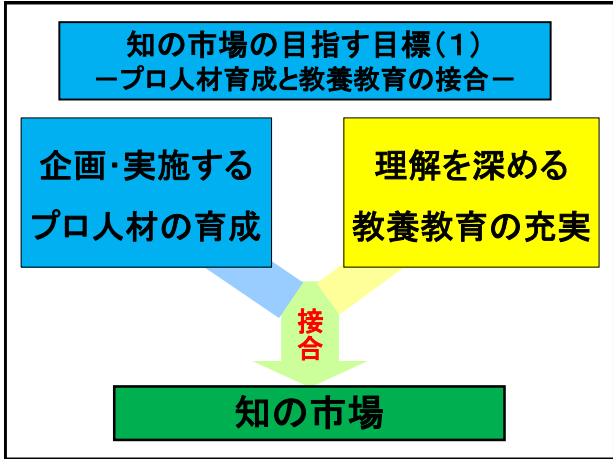 知の市場の目指す目標(1)
－プロ人材育成と教養教育の接合－
企画・実施する
プロ人材の育成
理解を深める
教養教育の充実
接合
知の市場